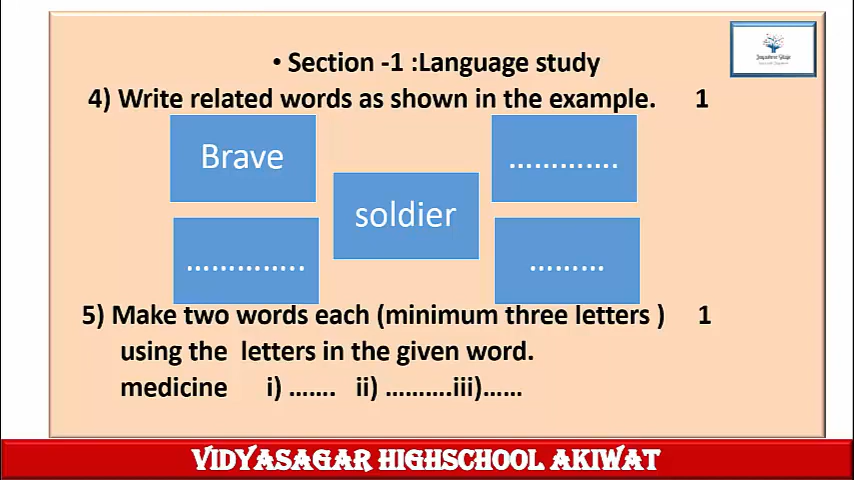 • Section -1 :Language study
4) Write related words as shown in the example. 1
Brave
………….
soldier
…………..
………
5) Make two words each (minimum three letters ) 1
using the letters in the given word.
medicine i) ……. ii) ……….iii)……
VIDYASAGAR HIGHSCHOOL AKIWAT